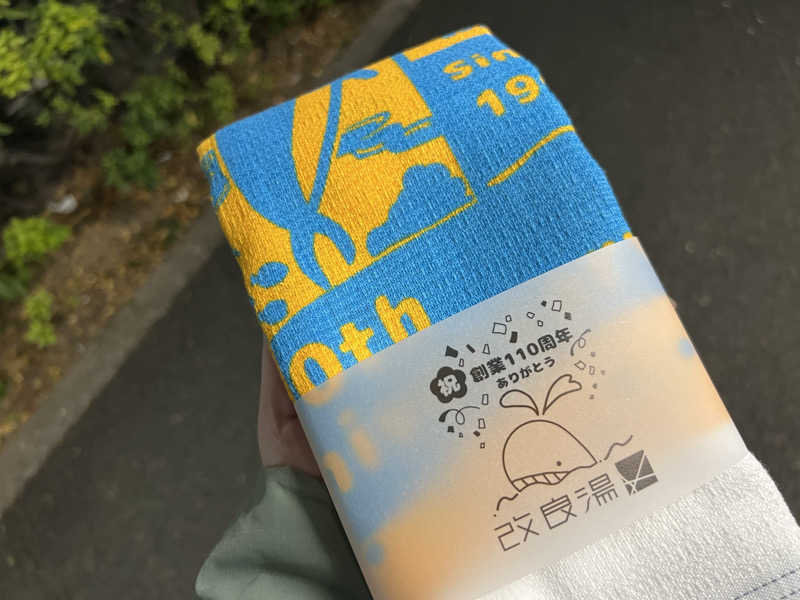 Sin
19
0th
祝
創業110周年
ありがとう
改良湯